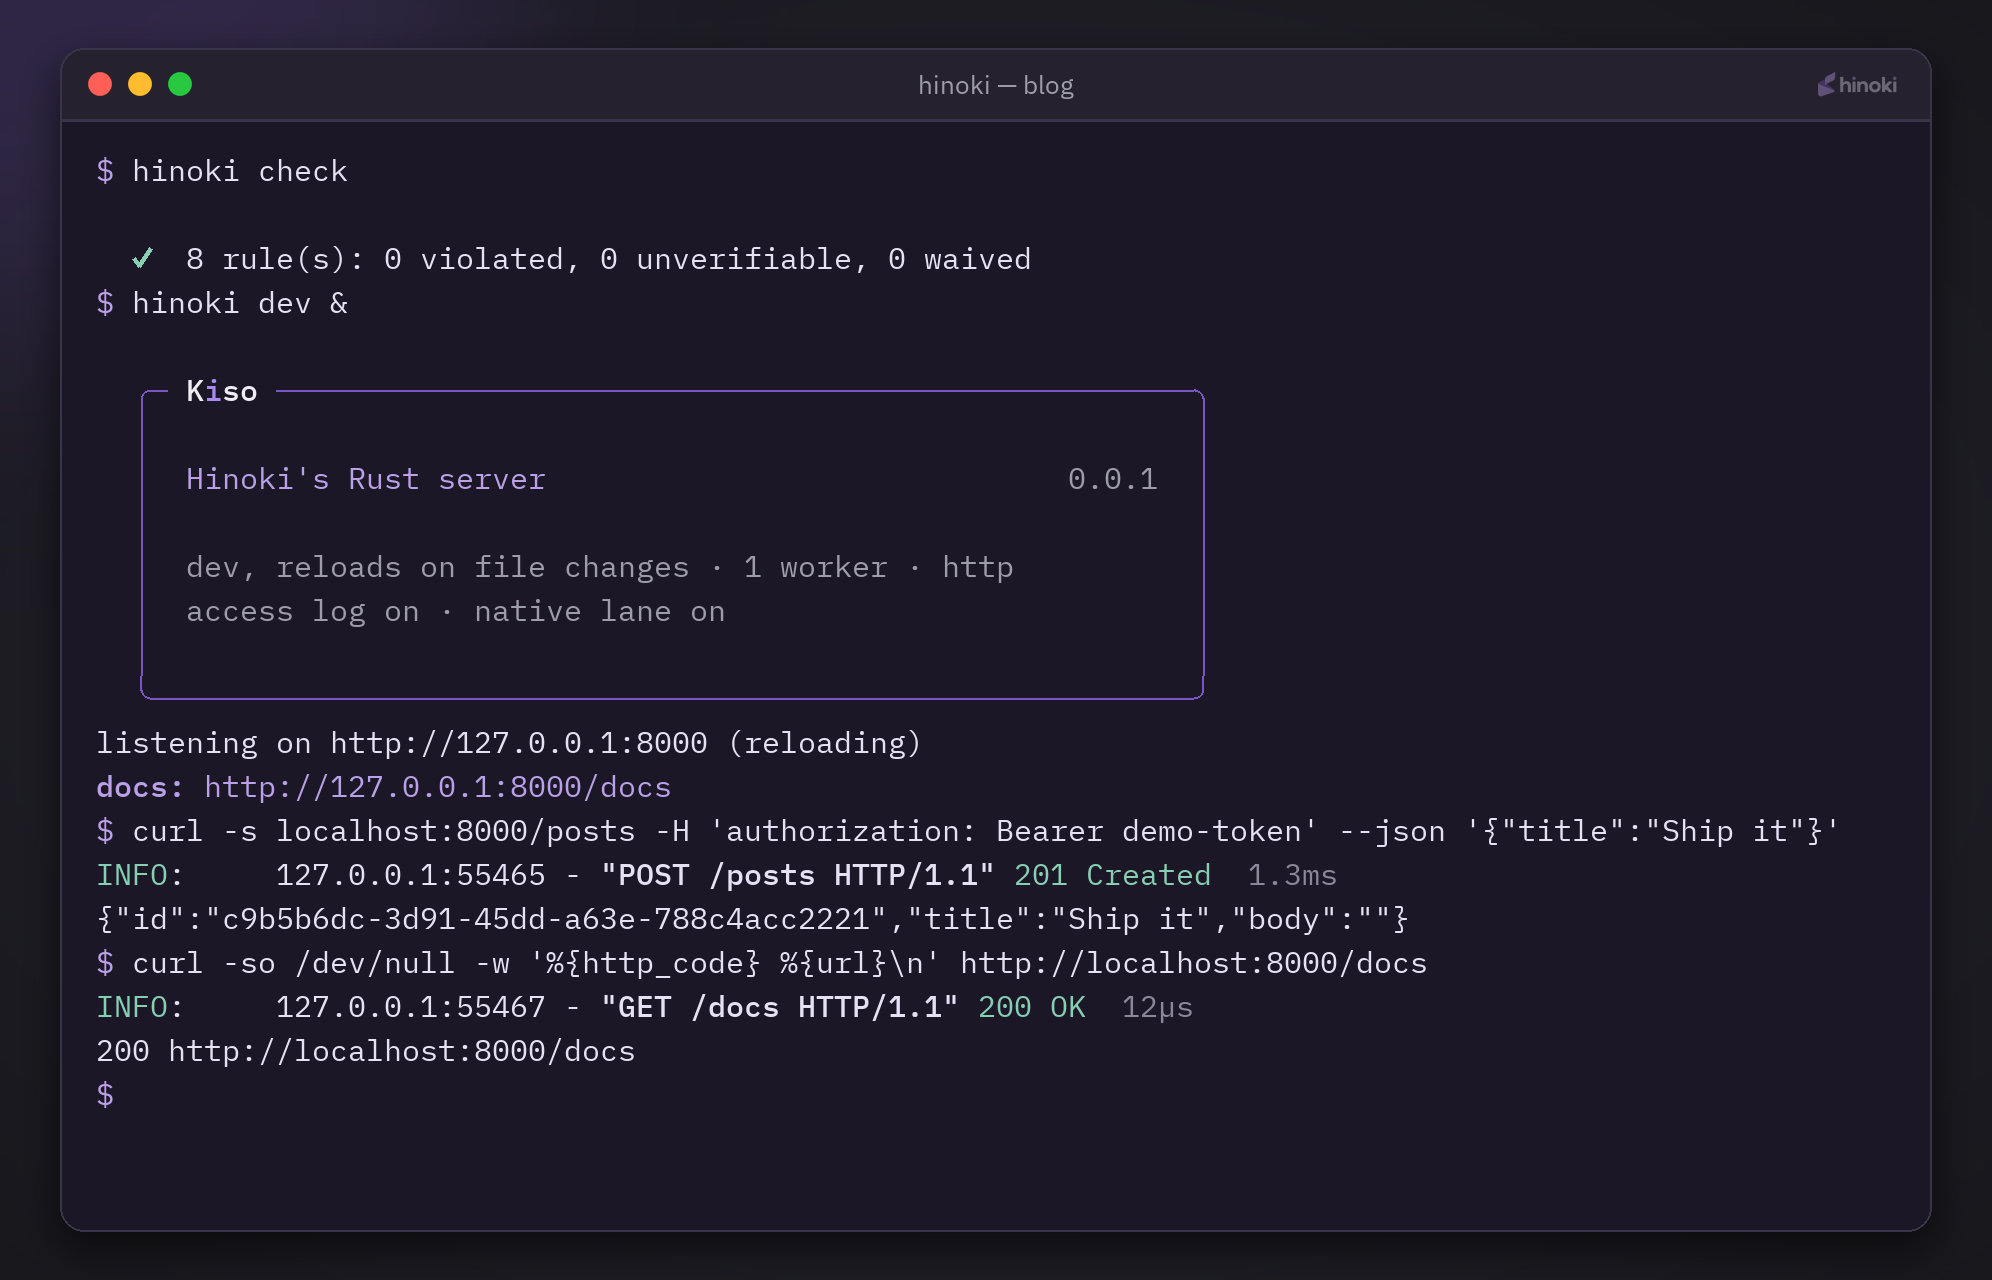 hinoki — blog
hinoki
$ hinoki check
✓ 8 rule(s): 0 violated, 0 unverifiable, 0 waived
$ hinoki dev &
Kiso
Hinoki's Rust server 0.0.1
dev, reloads on file changes · 1 worker · http
access log on · native lane on
listening on http://127.0.0.1:8000 (reloading)
docs: http://127.0.0.1:8000/docs
$ curl -s localhost:8000/posts -H 'authorization: Bearer demo-token' --json '{"title":"Ship it"}'
INFO:     127.0.0.1:55465 - "POST /posts HTTP/1.1" 201 Created  1.3ms
{"id":"c9b5b6dc-3d91-45dd-a63e-788c4acc2221","title":"Ship it","body":""}
$ curl -so /dev/null -w '%{http_code} %{url}\n' http://localhost:8000/docs
INFO:     127.0.0.1:55467 - "GET /docs HTTP/1.1" 200 OK  12µs
200 http://localhost:8000/docs
$